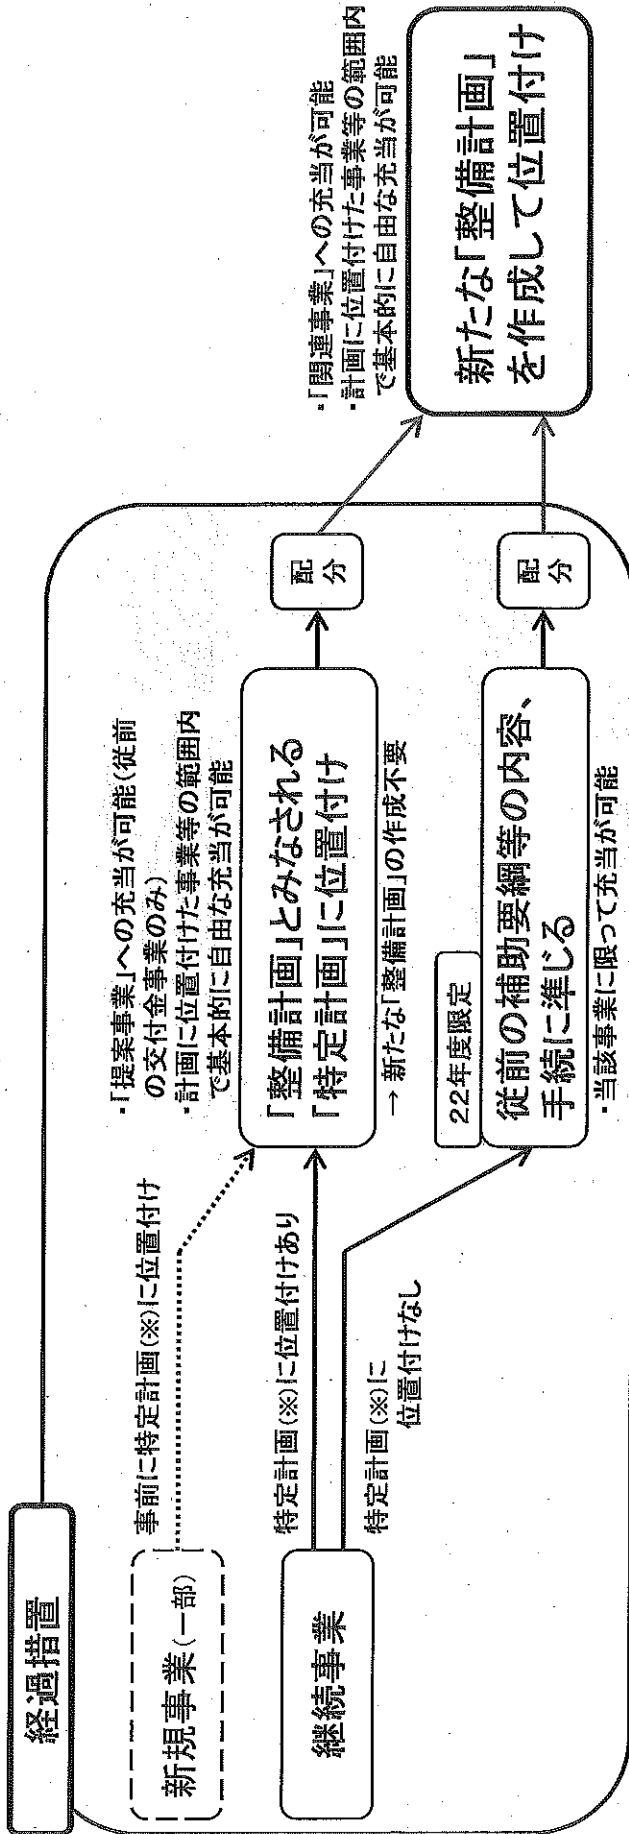 経過措置
新規事業(一部)
事前に特定計画(※)に位置付け
継続事業
特定計画(※)に位置付けあり
特定計画(※)に
位置付けなし
・「提案事業」への充当が可能(従前
の交付金事業のみ)
・計画に位置付けた事業等の範囲内
で基本的に自由な充当が可能
「整備計画」とみなされる
「特定計画」に位置付け
→ 新たな「整備計画」の作成不要
22年度限定
従前の補助要綱等の内容、
手続に準じる
・当該事業に限って充当が可能
配
分
配
分
・「関連事業」への充当が可能
・計画に位置付けた事業等の範囲内
で基本的に自由な充当が可能
新たな「整備計画」
を作成して位置付け